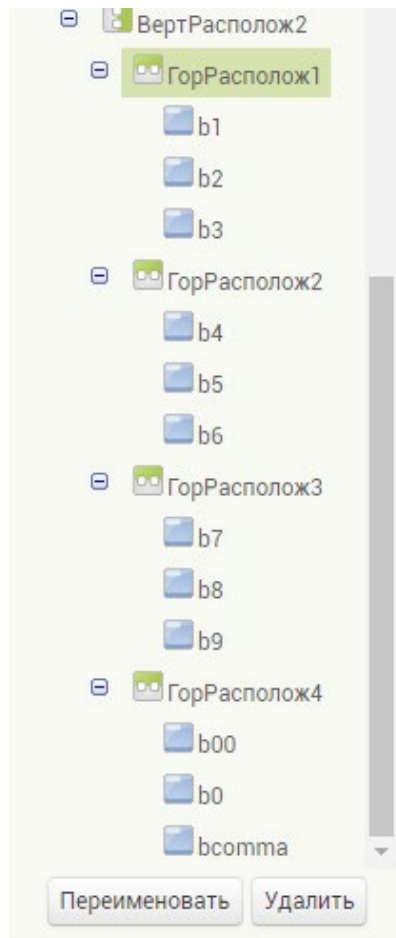 ВертРасполож2
ГорРасполож1
b1
b2
b3
ГорРасполож2
b4
b5
b6
ГорРасполож3
b7
b8
b9
ГорРасполож4
b00
b0
bcomma
Переименовать Удалить